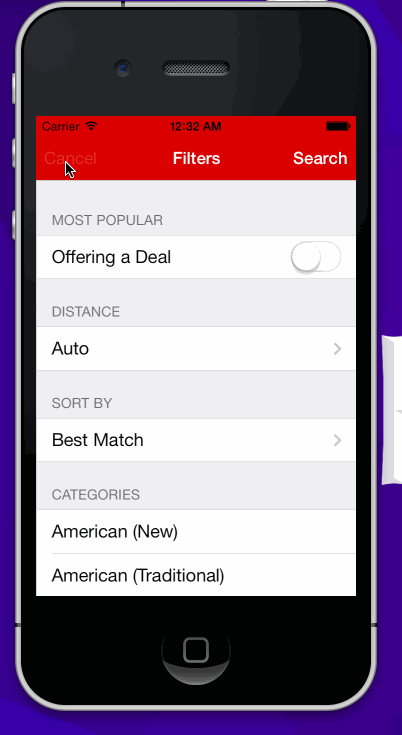 Carrier 12:32 AM
Cancel Filters Search
MOST POPULAR
Offering a Deal
DISTANCE
Auto
SORT BY
Best Match
CATEGORIES
American (New)
American (Traditional)